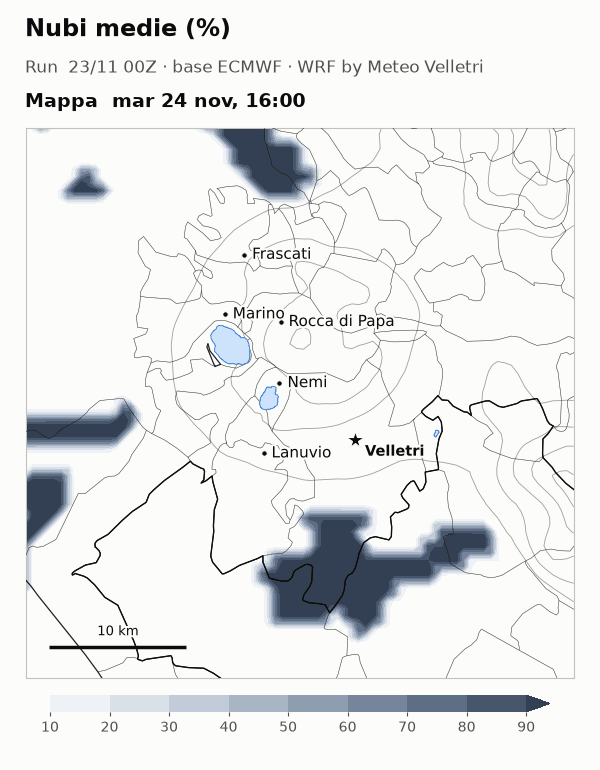 Nubi medie (%)
Run  23/11 00Z · base ECMWF · WRF by Meteo Velletri
Mappa  mar 24 nov, 16:00
Frascati
Marino
Rocca di Papa
Nemi
Velletri
Lanuvio
10 km
10 20 30 40 50 60 70 80 90